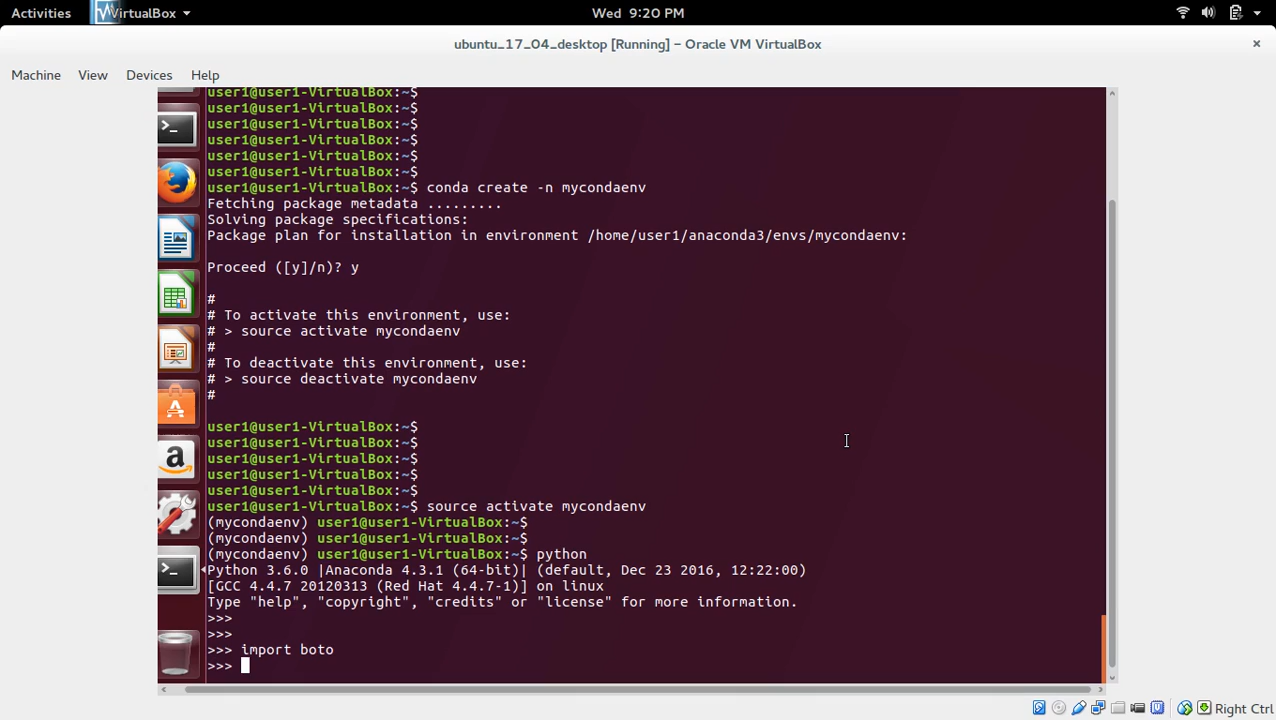 Activities VirtualBox Wed 9:20 PM
ubuntu_17_04_desktop [Running] – Oracle VM VirtualBox ×
Machine View Devices Help
user1@user1-VirtualBox:~$
user1@user1-VirtualBox:~$
user1@user1-VirtualBox:~$
user1@user1-VirtualBox:~$
user1@user1-VirtualBox:~$
user1@user1-VirtualBox:~$
user1@user1-VirtualBox:~$ conda create -n mycondaenv
Fetching package metadata .........
Solving package specifications:
Package plan for installation in environment /home/user1/anaconda3/envs/mycondaenv:
Proceed ([y]/n)? y
#
# To activate this environment, use:
# > source activate mycondaenv
#
# To deactivate this environment, use:
# > source deactivate mycondaenv
#
user1@user1-VirtualBox:~$
user1@user1-VirtualBox:~$
user1@user1-VirtualBox:~$
user1@user1-VirtualBox:~$
user1@user1-VirtualBox:~$
user1@user1-VirtualBox:~$ source activate mycondaenv
(mycondaenv) user1@user1-VirtualBox:~$
(mycondaenv) user1@user1-VirtualBox:~$
(mycondaenv) user1@user1-VirtualBox:~$ python
Python 3.6.0 |Anaconda 4.3.1 (64-bit)| (default, Dec 23 2016, 12:22:00)
[GCC 4.4.7 20120313 (Red Hat 4.4.7-1)] on linux
Type "help", "copyright", "credits" or "license" for more information.
>>>
>>>
>>> import boto
>>>
Right Ctrl